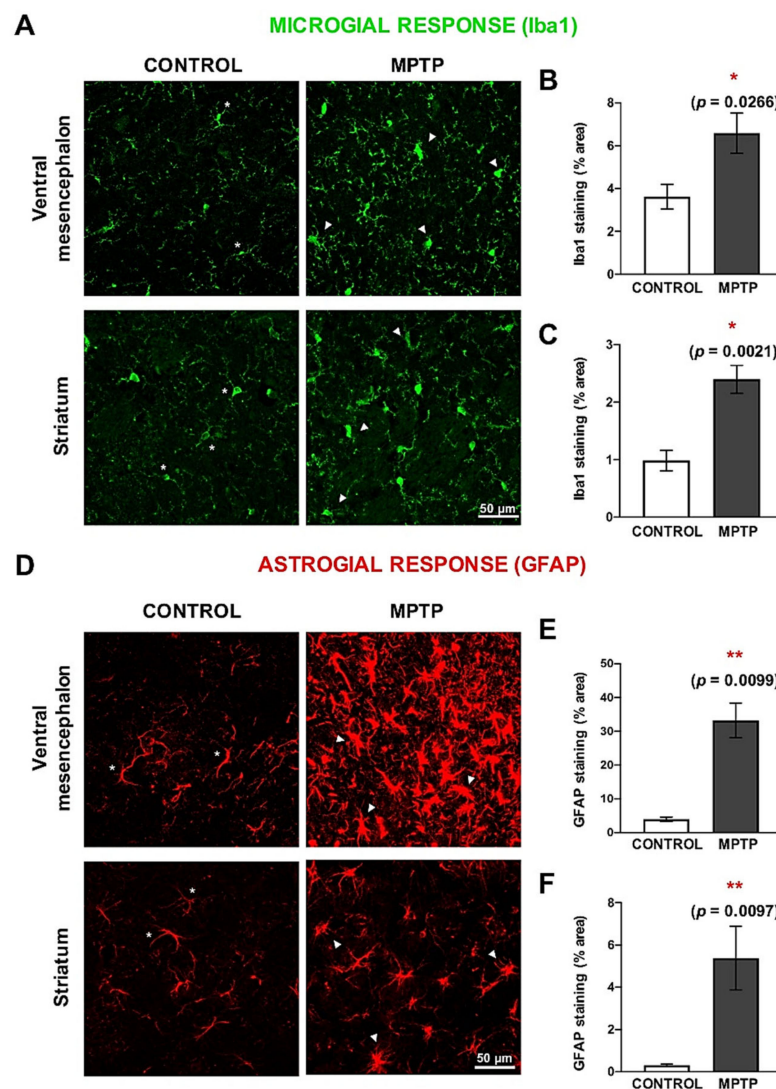 A
MICROGIAL RESPONSE (Iba1)
CONTROL
MPTP
Ventral
mesencephalon
*
*
Striatum
*
*
*
50 µm
B
*
(p = 0.0266)
Iba1 staining (% area)
8
6
4
2
0
CONTROL MPTP
C
*
(p = 0.0021)
Iba1 staining (% area)
3
2
1
0
CONTROL MPTP
D
ASTROGIAL RESPONSE (GFAP)
CONTROL
MPTP
Ventral
mesencephalon
*
*
Striatum
*
*
50 µm
E
**
(p = 0.0099)
GFAP staining (% area)
50
40
30
20
10
0
CONTROL MPTP
F
**
(p = 0.0097)
GFAP staining (% area)
8
6
4
2
0
CONTROL MPTP